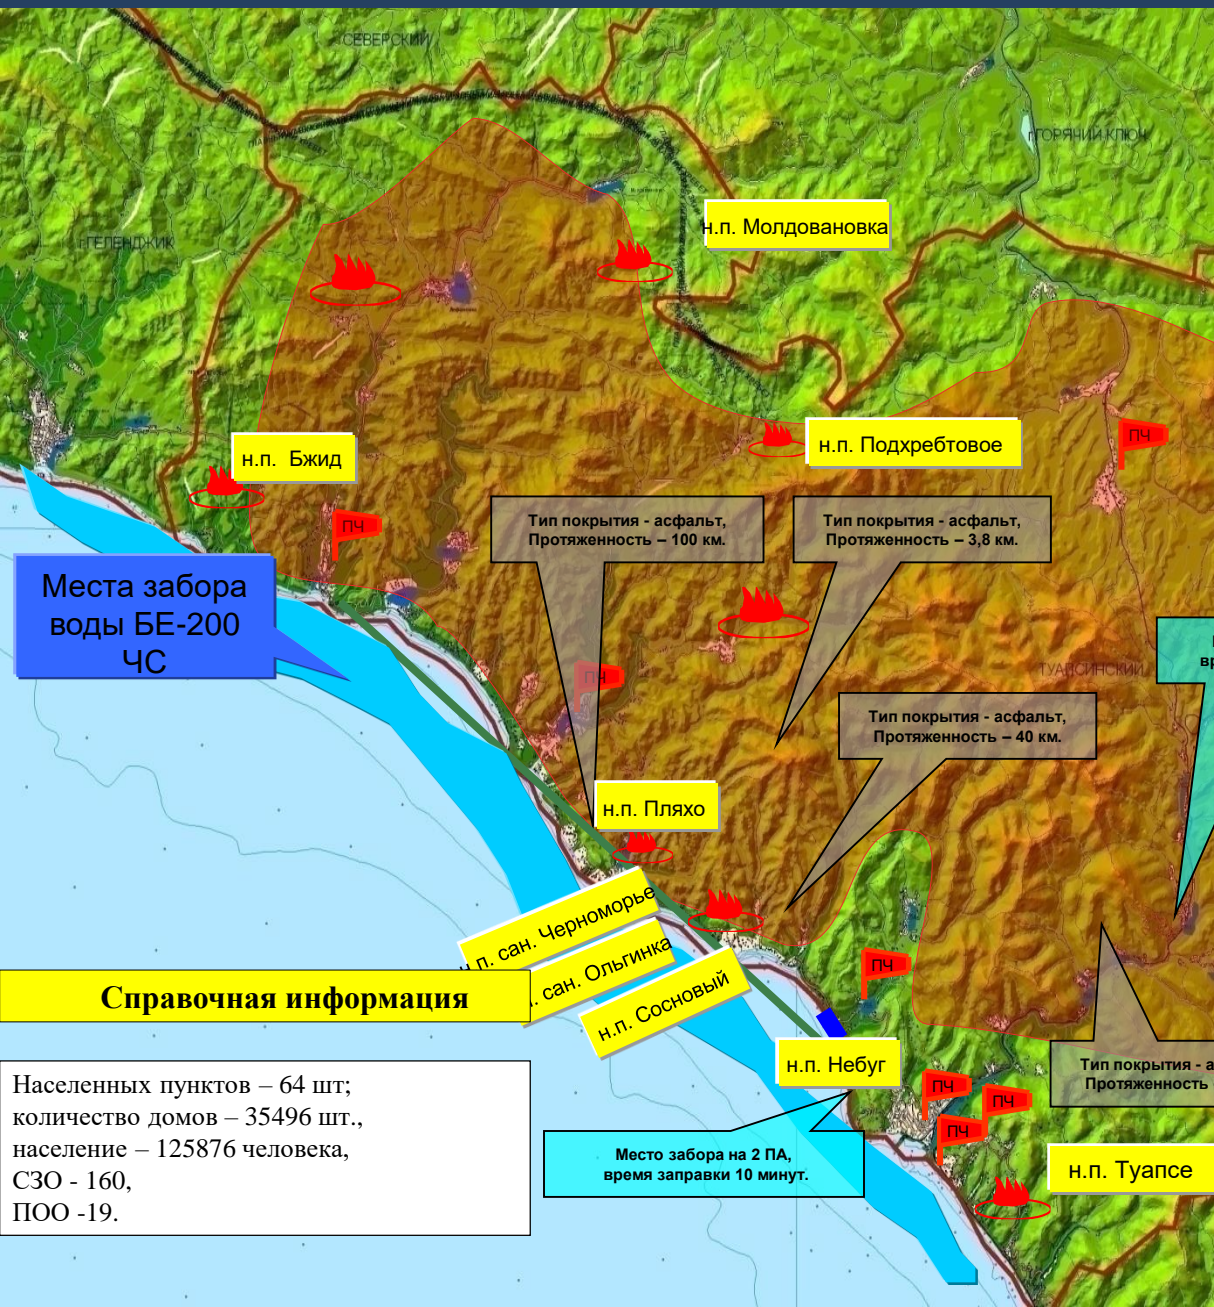 СЕВЕРСКИЙ
г.ГОРЯЧИЙ КЛЮЧ
н.п. Молдовановка
г.ГЕЛЕНДЖИК
н.п. Бжид
н.п. Подхребтовое
ПЧ
ПЧ
Тип покрытия - асфальт,
Протяженность – 100 км.
Тип покрытия - асфальт,
Протяженность – 3,8 км.
Места забора
воды БЕ-200
ЧС
ПЧ
ТУАПСИНСКИЙ
Тип покрытия - асфальт,
Протяженность – 40 км.
н.п. Пляхо
н.п. сан. Черноморье
сан. Ольгинка
н.п. Сосновый
ПЧ
Справочная информация
н.п. Небуг
Тип покрытия - а
Протяженность
Населенных пунктов – 64 шт;
количество домов – 35496 шт.,
население – 125876 человека,
СЗО - 160,
ПОО -19.
ПЧ
ПЧ
ПЧ
Место забора на 2 ПА,
время заправки 10 минут.
н.п. Туапсе